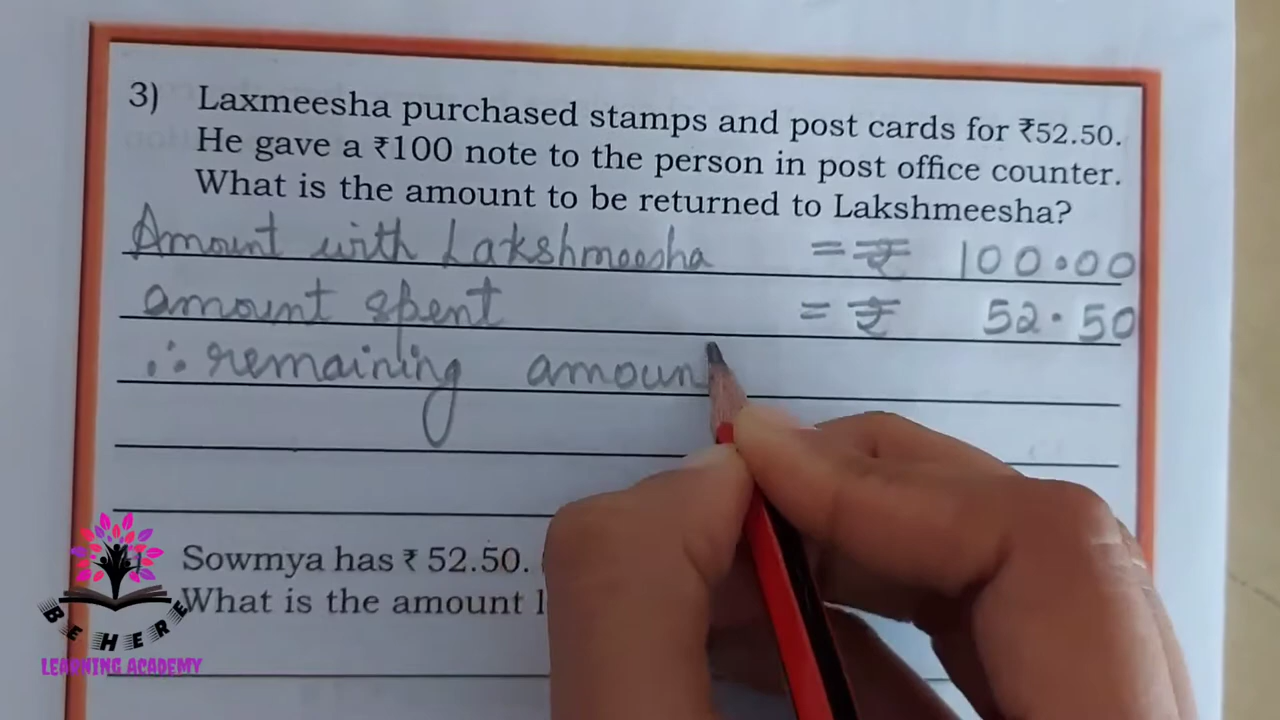 3) Laxmeesha purchased stamps and post cards for ₹52.50.
He gave a ₹100 note to the person in post office counter.
What is the amount to be returned to Lakshmeesha?
Amount with Lakshmeesha = ₹ 100.00
amount spent = ₹ 52.50
∴ remaining amoun
Sowmya has ₹ 52.50.
What is the amount
BE HERE
LEARNING ACADEMY